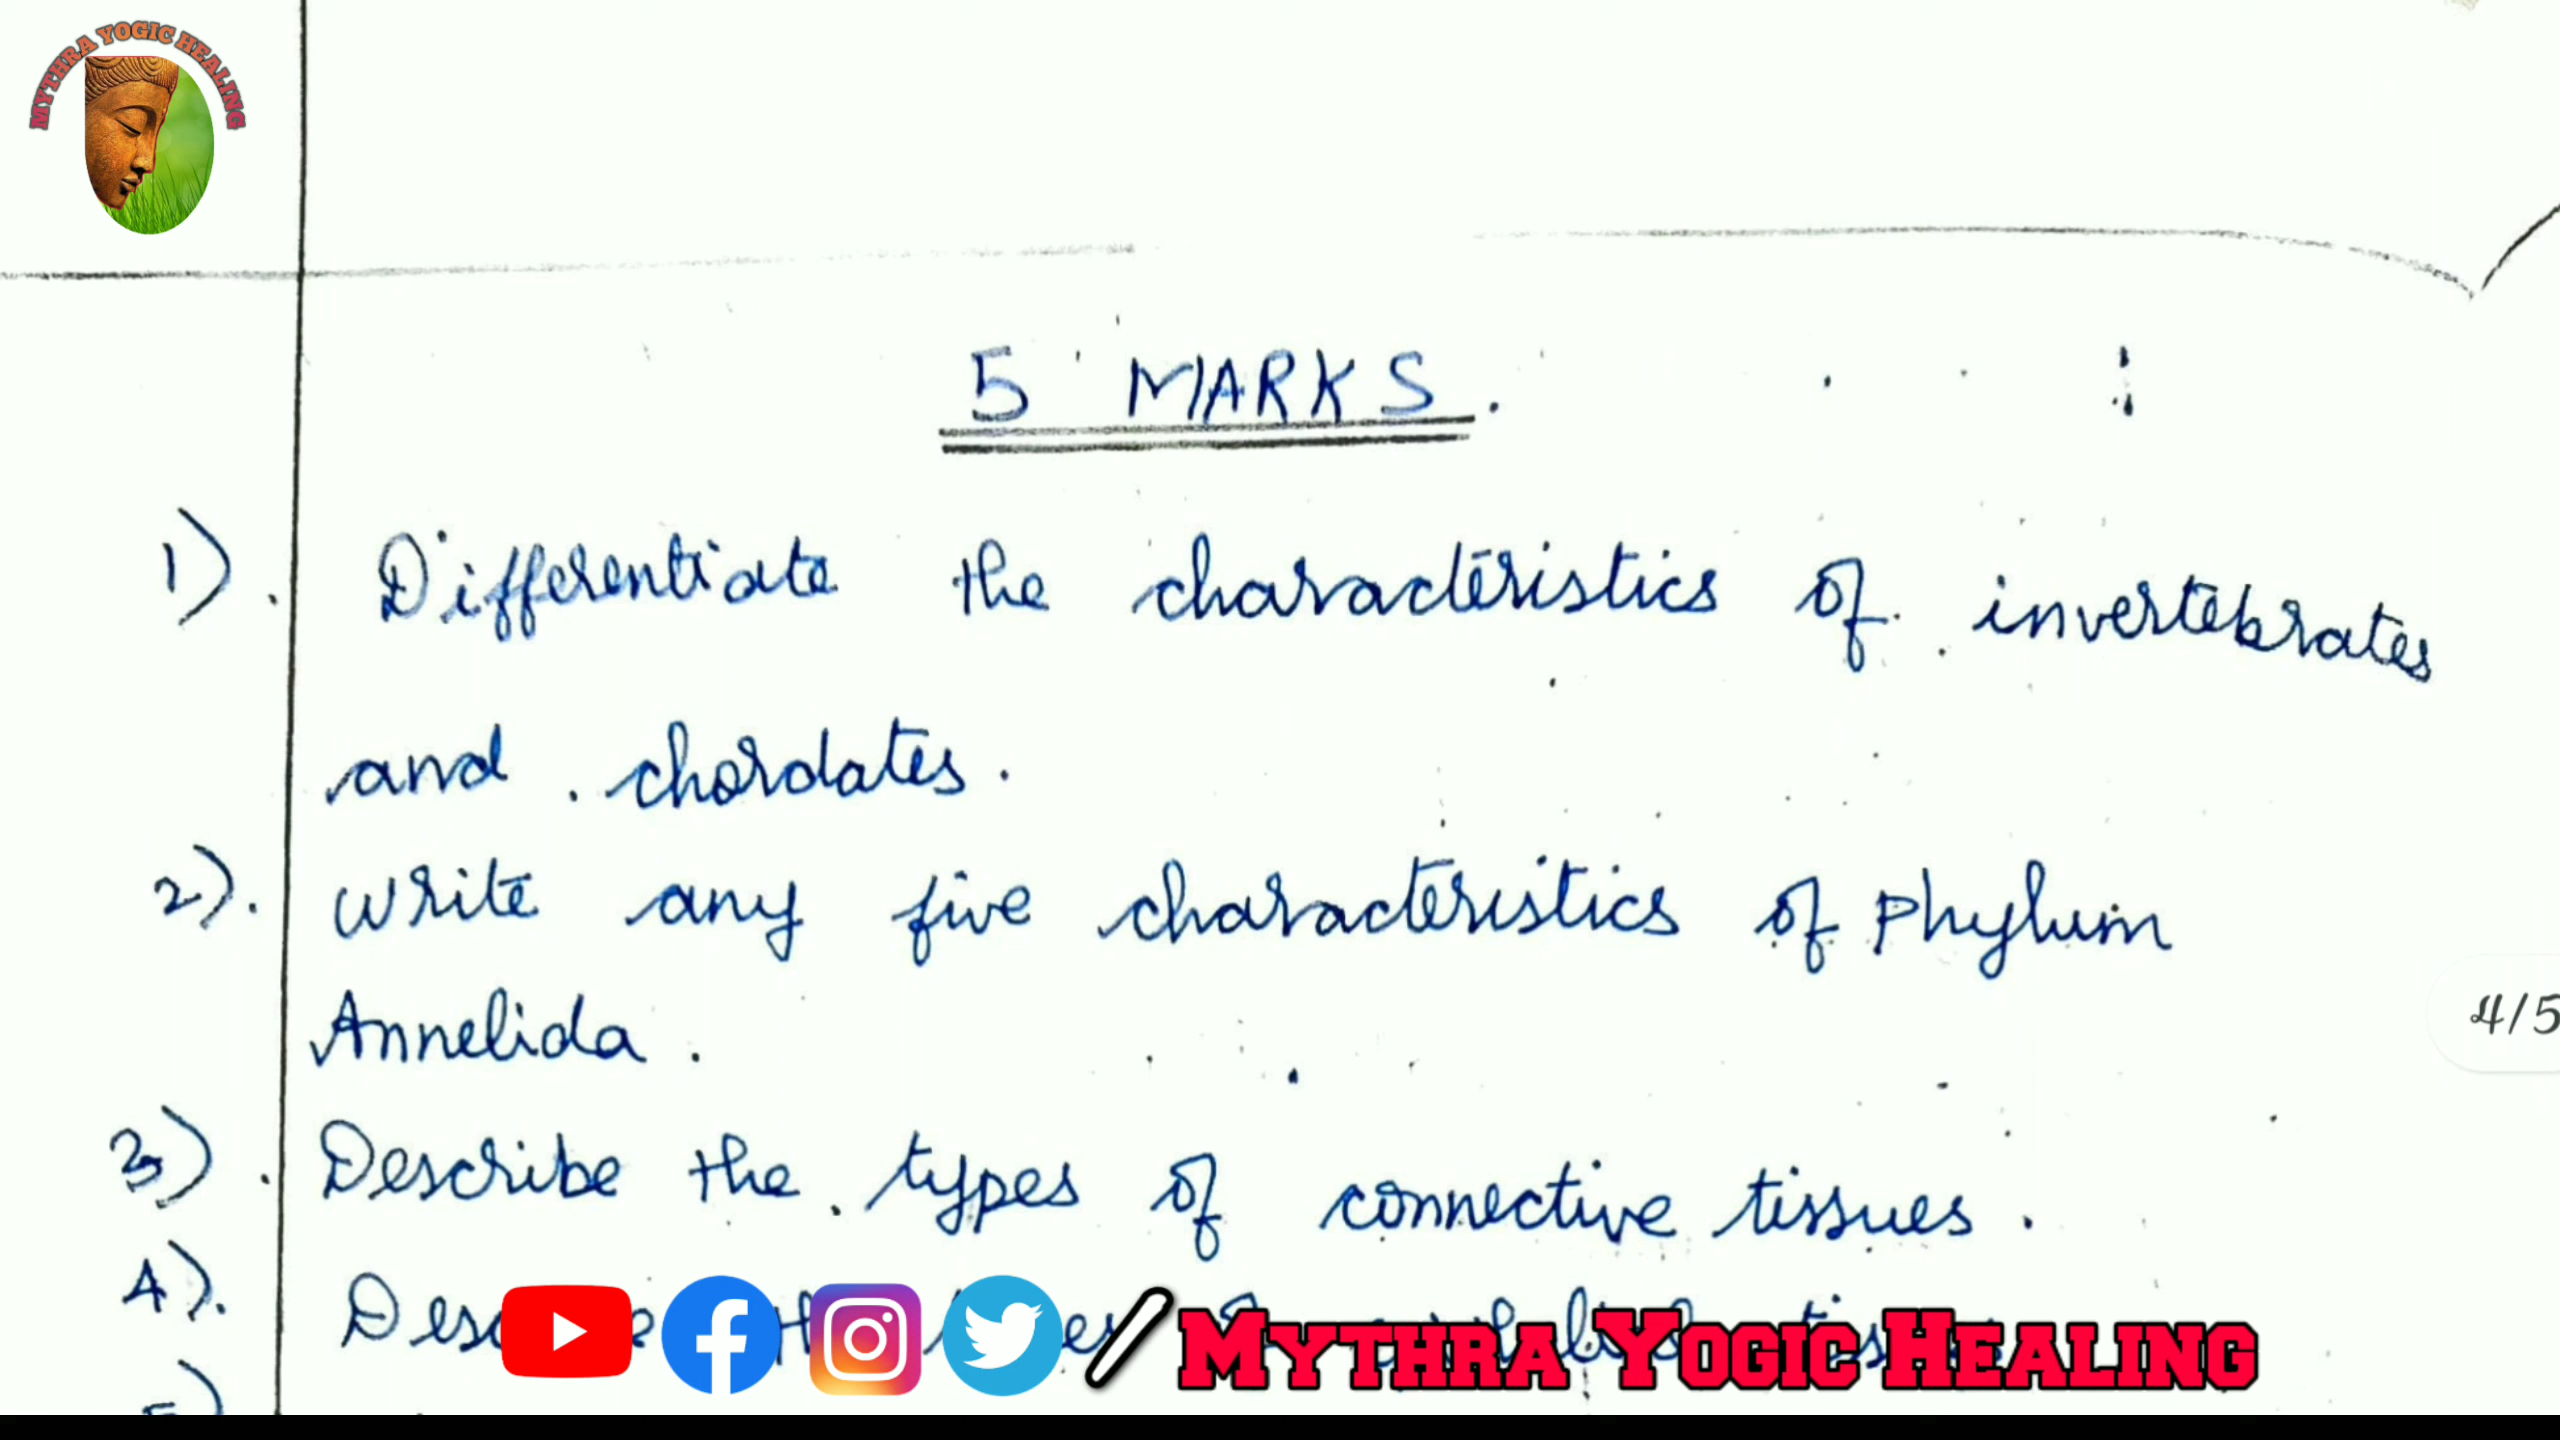 MYTHRA YOGIC HEALING
5 MARKS.
1). Differentiate the characteristics of invertebrates
and chordates.
2). Write any five characteristics of Phylum
Annelida.
4/5
3). Describe the types of connective tissues.
4).
MYTHRA YOGIC HEALING
5)